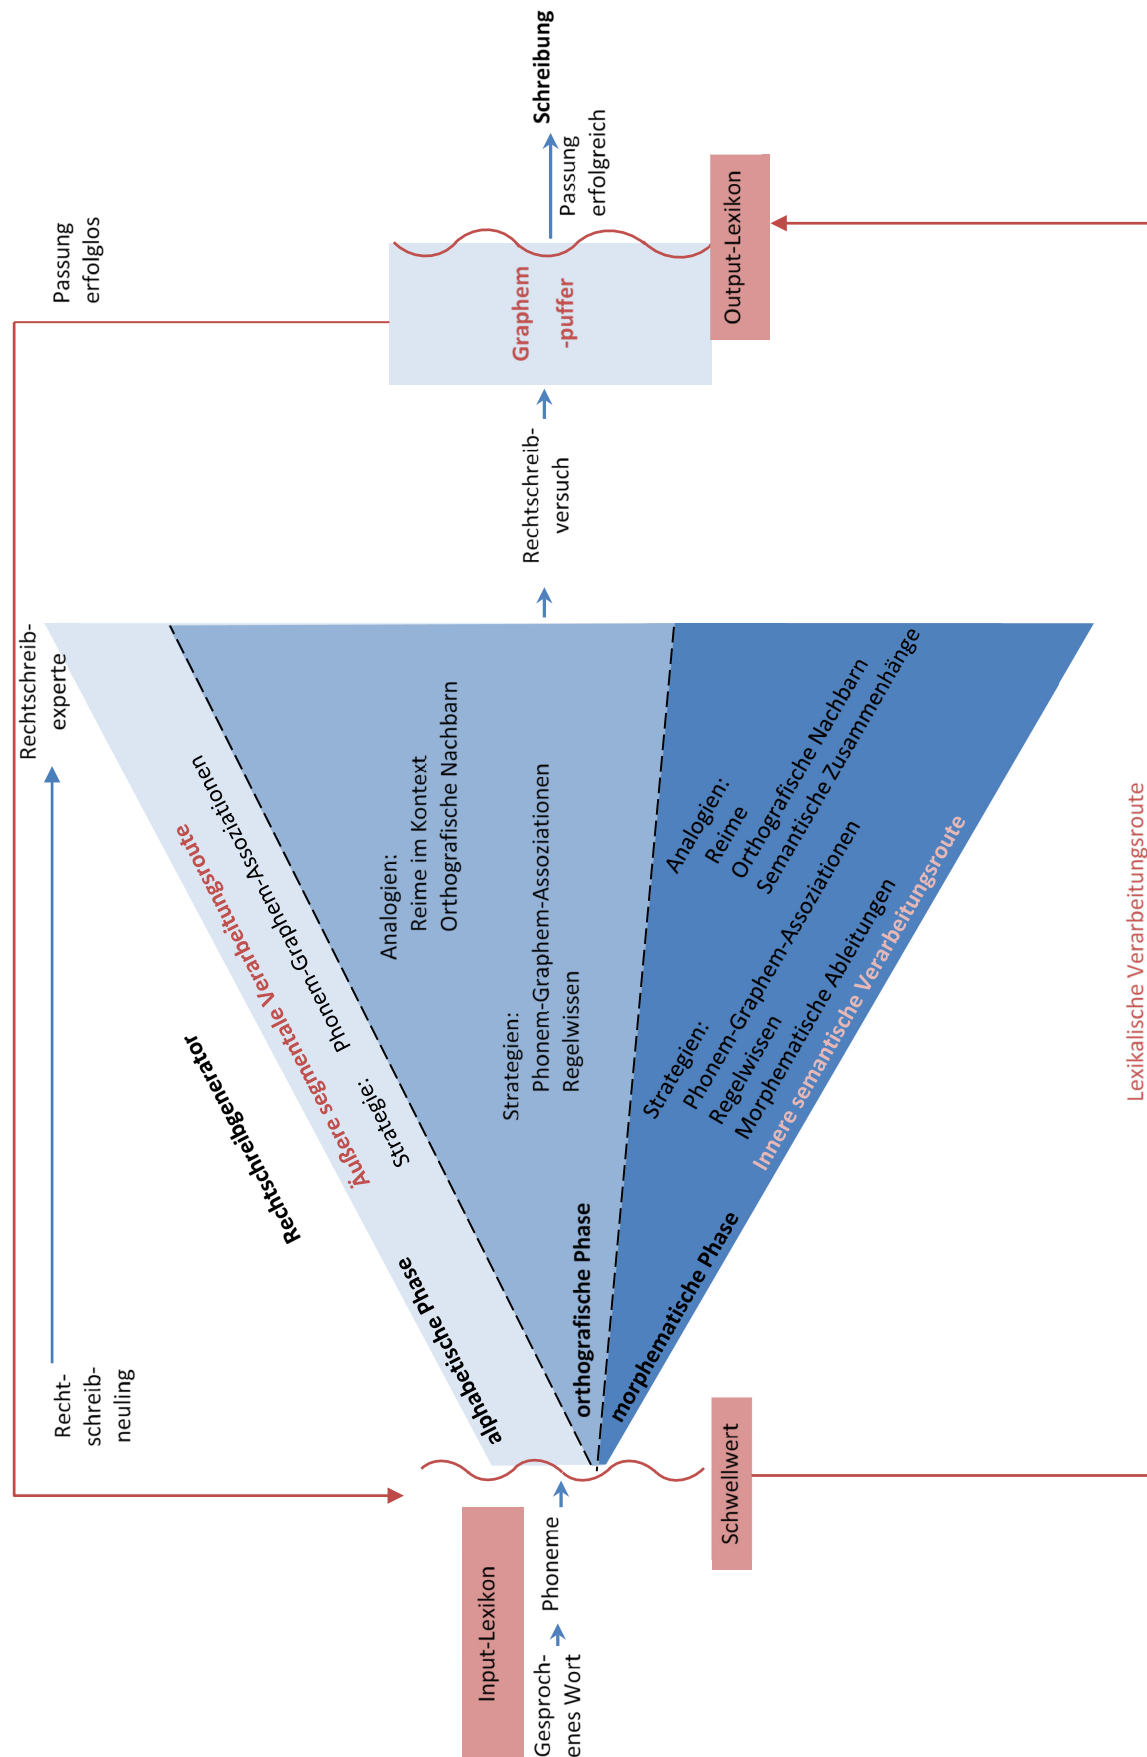 Recht-
schreib-
neuling
Rechtschreib-
experte
Passung
erfolglos
Rechtschreibgenerator
Äußere segmentale Verarbeitungsroute
Strategie: Phonem-Graphem-Assoziationen
alphabetische Phase
Analogien:
Reime im Kontext
Orthografische Nachbarn
Strategien:
Phonem-Graphem-Assoziationen
Regelwissen
orthografische Phase
Analogien:
Reime
Orthografische Nachbarn
Semantische Zusammenhänge
Strategien:
Phonem-Graphem-Assoziationen
Regelwissen
Morphematische Ableitungen
Innere semantische Verarbeitungsroute
morphematische Phase
Input-Lexikon
Gesproch-
enes Wort
Phoneme
Schwellwert
Rechtschreib-
versuch
Graphem
-puffer
Schreibung
Passung
erfolgreich
Output-Lexikon
Lexikalische Verarbeitungsroute